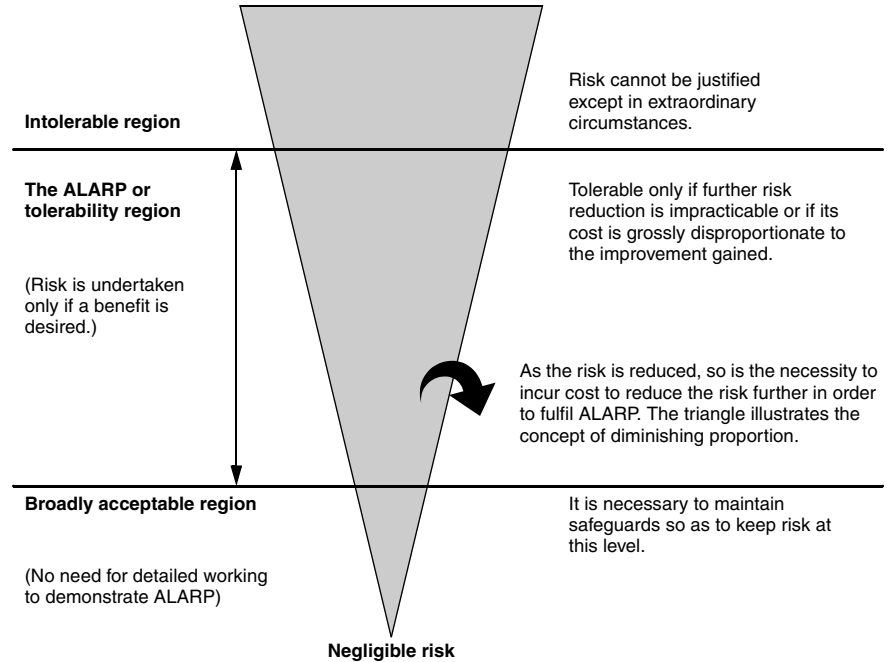 Intolerable region
Risk cannot be justified
except in extraordinary
circumstances.
The ALARP or
tolerability region
(Risk is undertaken
only if a benefit is
desired.)
Tolerable only if further risk
reduction is impracticable or if its
cost is grossly disproportionate to
the improvement gained.
As the risk is reduced, so is the necessity to
incur cost to reduce the risk further in order
to fulfil ALARP. The triangle illustrates the
concept of diminishing proportion.
Broadly acceptable region
(No need for detailed working
to demonstrate ALARP)
It is necessary to maintain
safeguards so as to keep risk at
this level.
Negligible risk